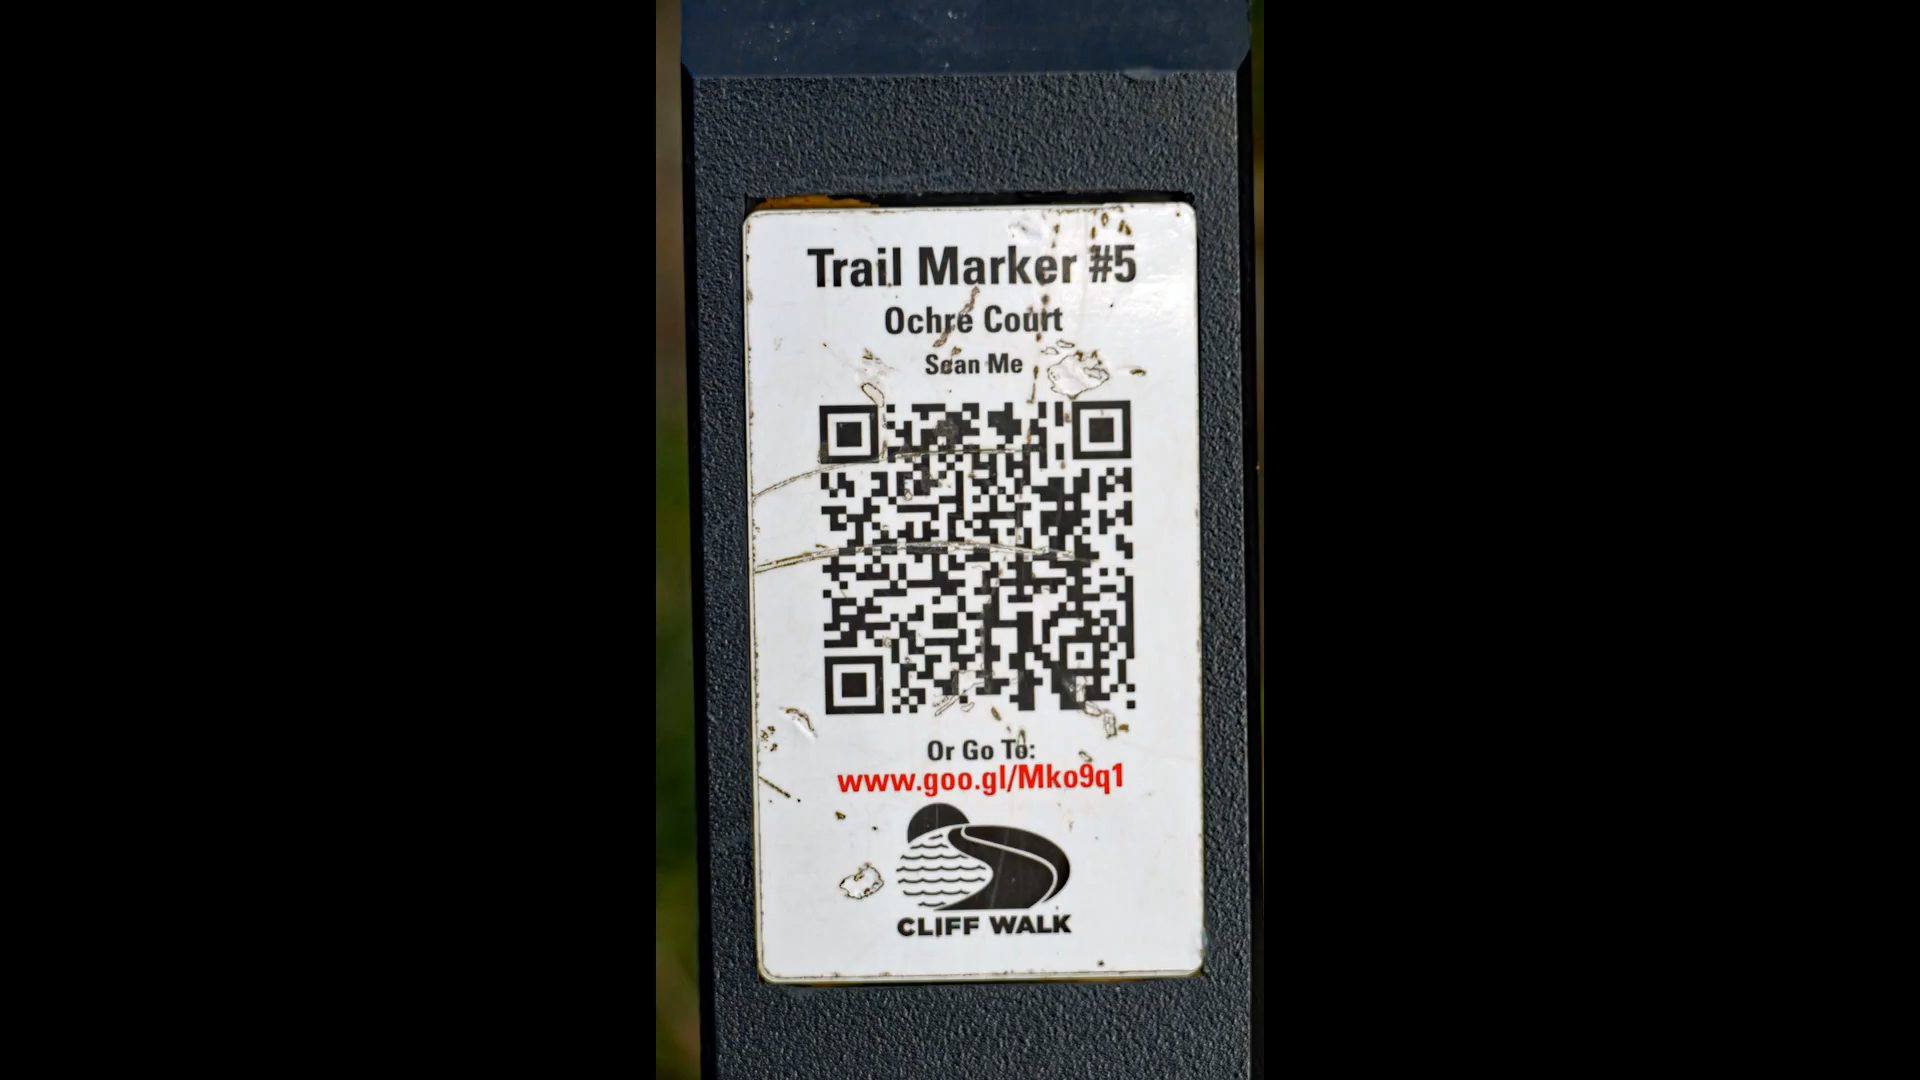 Trail Marker #5
Ochre Court
Scan Me
Or Go To:
www.goo.gl/Mko9q1
CLIFF WALK